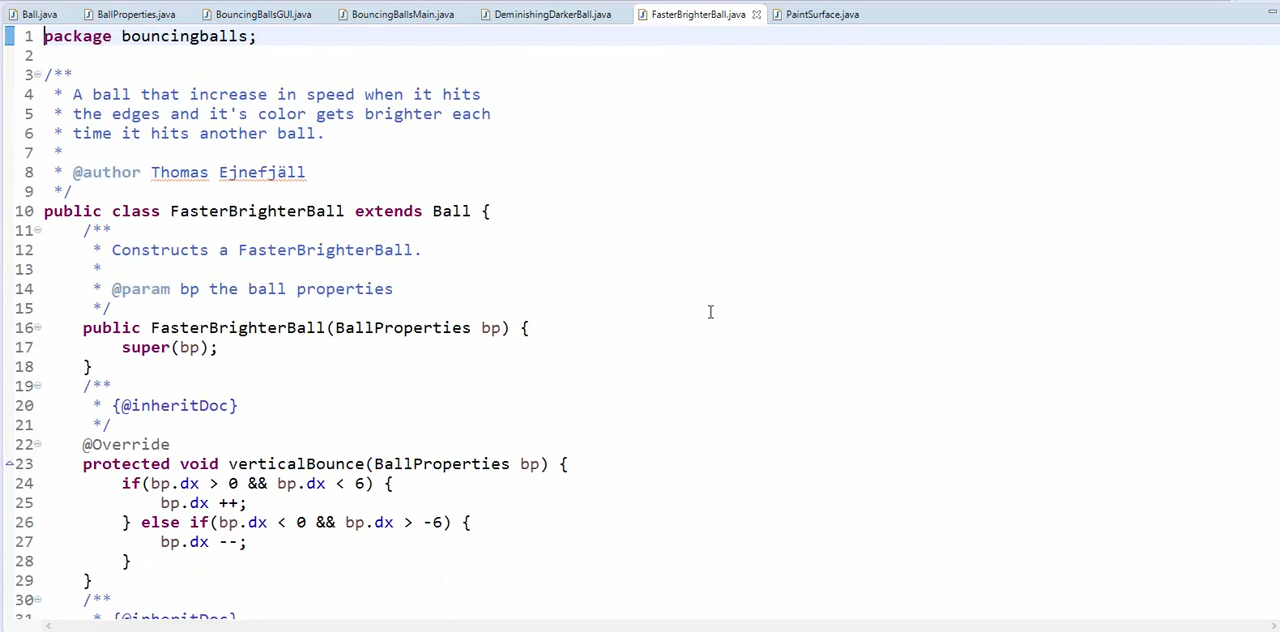 Ball.java BallProperties.java BouncingBallsGUI.java BouncingBallsMain.java DeminishingDarkerBall.java FasterBrighterBall.java PaintSurface.java
1 package bouncingballs;
2
3 /**
4 * A ball that increase in speed when it hits
5 * the edges and it's color gets brighter each
6 * time it hits another ball.
7 *
8 * @author Thomas Ejnefjäll
9 */
10 public class FasterBrighterBall extends Ball {
11 /**
12 * Constructs a FasterBrighterBall.
13 *
14 * @param bp the ball properties
15 */
16 public FasterBrighterBall(BallProperties bp) {
17 super(bp);
18 }
19 /**
20 * {@inheritDoc}
21 */
22 @Override
23 protected void verticalBounce(BallProperties bp) {
24 if(bp.dx > 0 && bp.dx < 6) {
25 bp.dx ++;
26 } else if(bp.dx < 0 && bp.dx > -6) {
27 bp.dx --;
28 }
29 }
30 /**
31 * {@inheritDoc}